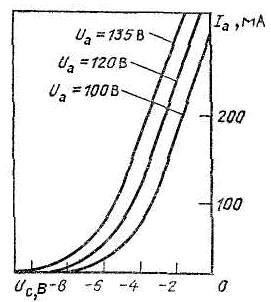 Iа, МА
Uа = 135 В
Uа = 120 В
Uа = 100 В
200
100
Uс, В -6 -5 -4 -2 0